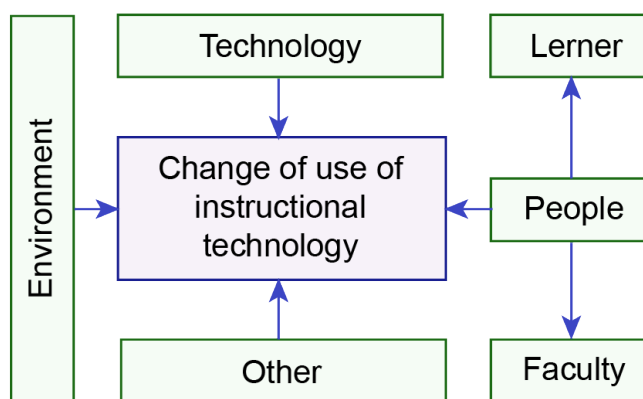 Technology
Lerner
Environment
Change of use of
instructional
technology
People
Other
Faculty